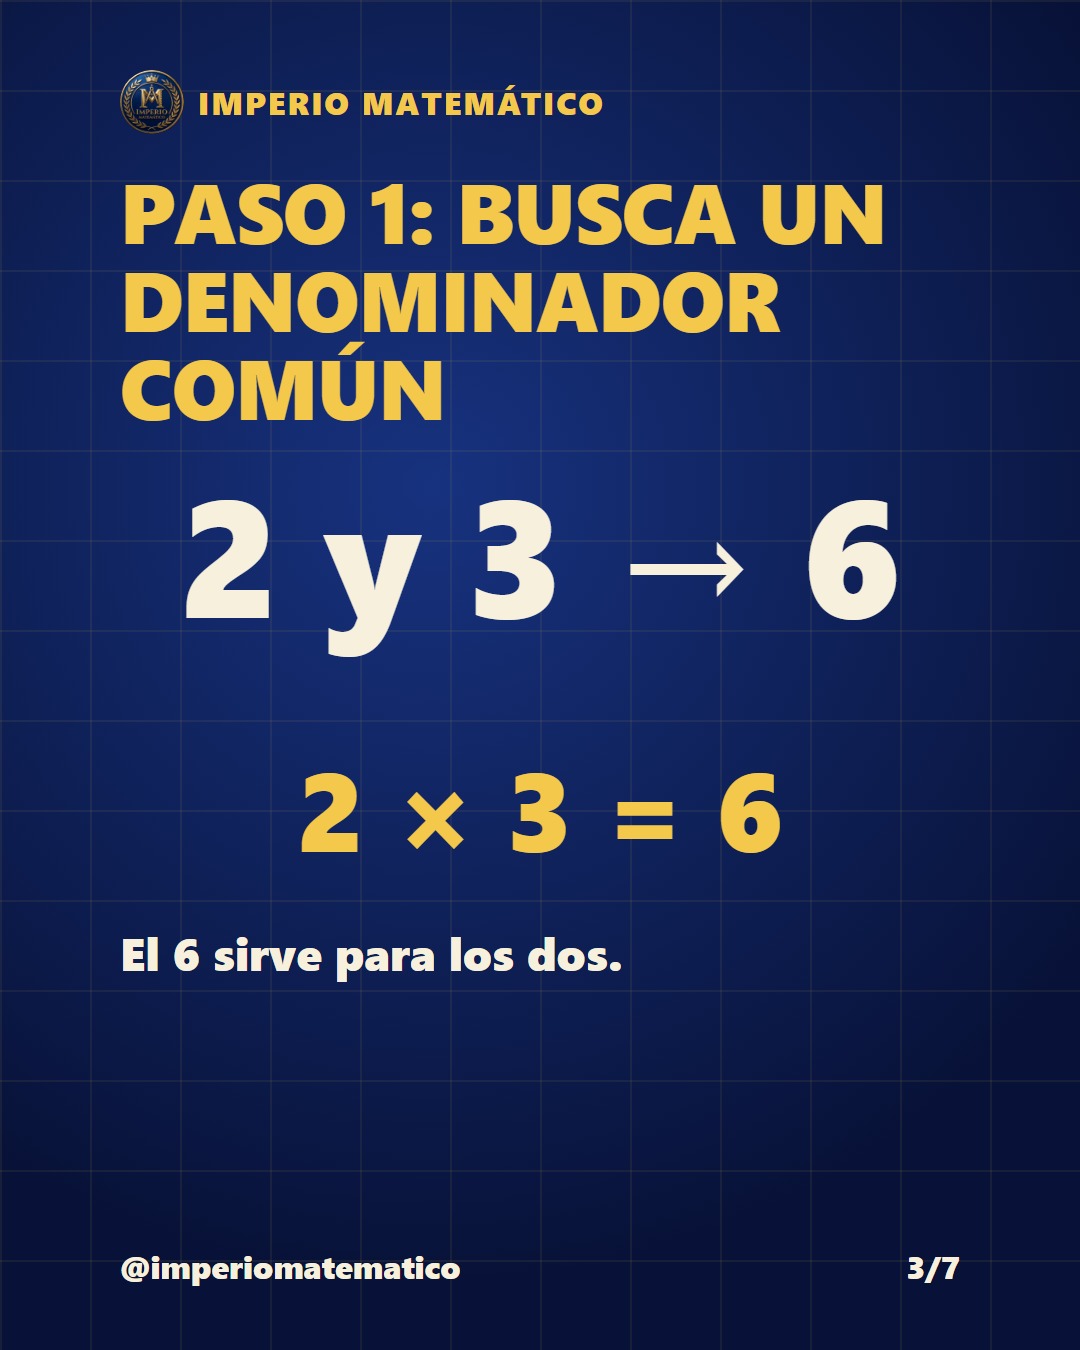 IMPERIO MATEMÁTICO
PASO 1: BUSCA UN
DENOMINADOR
COMÚN
2 y 3 → 6
2 × 3 = 6
El 6 sirve para los dos.
@imperiomatematico
3/7